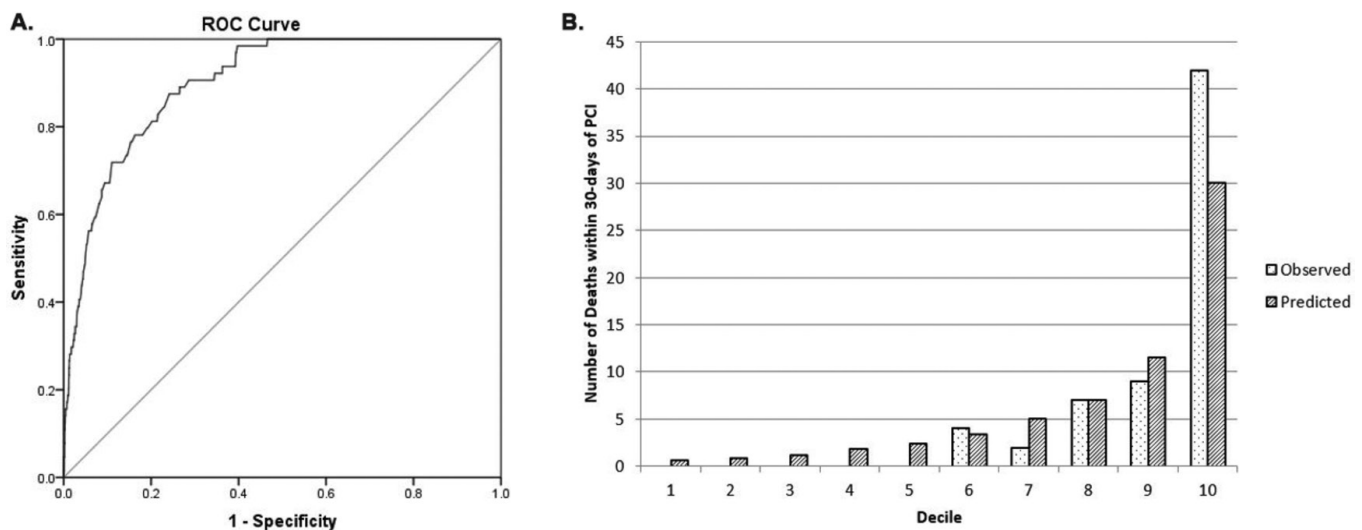 A.
ROC Curve
1.0
0.8
0.6
0.4
0.2
0.0
Sensitivity
0.0 0.2 0.4 0.6 0.8 1.0
1 - Specificity
B.
45
40
35
30
25
20
15
10
5
0
Number of Deaths within 30-days of PCI
1 2 3 4 5 6 7 8 9 10
Decile
Observed
Predicted